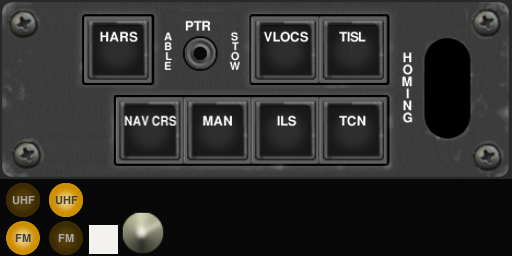 PTR
HARS
ABLE
STOW
VLOCS
TISL
HOMING
NAV CRS
MAN
ILS
TCN
UHF
UHF
FM
FM